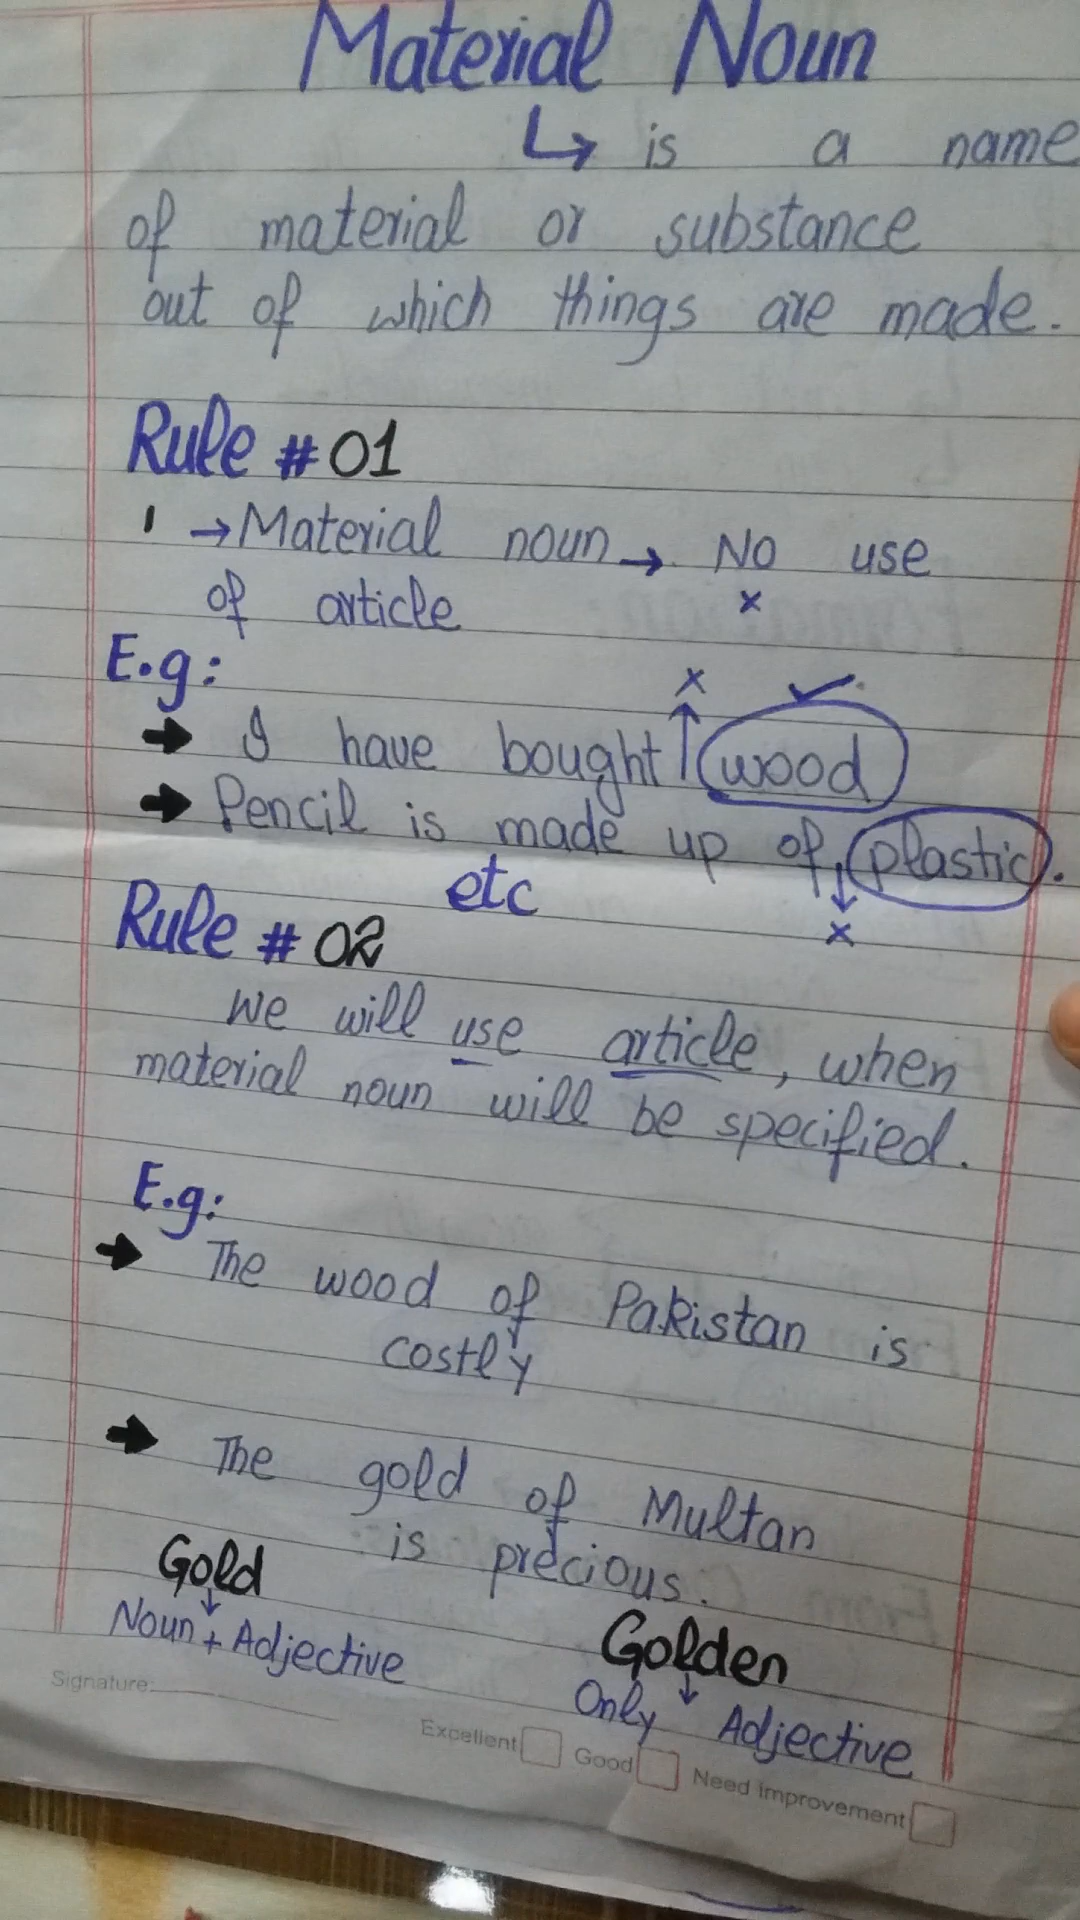 Material Noun
↳ is a name
of material or substance
out of which things are made.
Rule #01
1 → Material noun → No use
x
of article
E.g:
x ✓
➡ I have bought ↑ wood
➡ Pencil is made up of ↓ plastic.
x
etc
Rule # 02
We will use article, when
material noun will be specified.
E.g:
➡ The wood of Pakistan is
costly
➡ The gold of Multan
is precious.
Gold
↓
Noun + Adjective
Golden
↓
Only Adjective
Signature:
Excellent Good Need Improvement